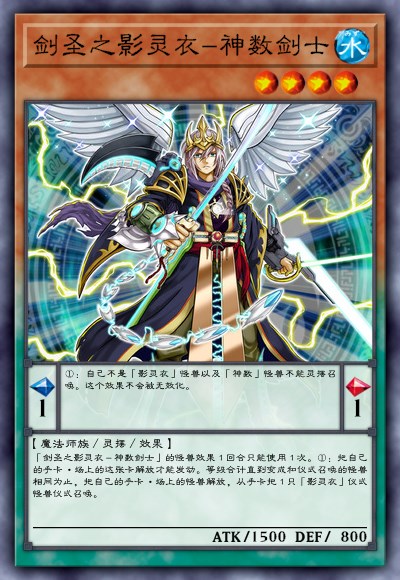 剑圣之影灵衣-神数剑士
水
①：自己不是「影灵衣」怪兽以及「神数」怪兽不能灵摆召
唤。这个效果不会被无效化。
1
1
【魔法师族／灵摆／效果】
「剑圣之影灵衣-神数剑士」的怪兽效果1回合只能使用1次。①：把自
己的手卡·场上的这张卡解放才能发动。等级合计直到变成和仪式召唤的怪兽
相同为止，把自己的手卡·场上的怪兽解放，从手卡把1只「影灵衣」仪式
怪兽仪式召唤。
ATK/1500 DEF/ 800